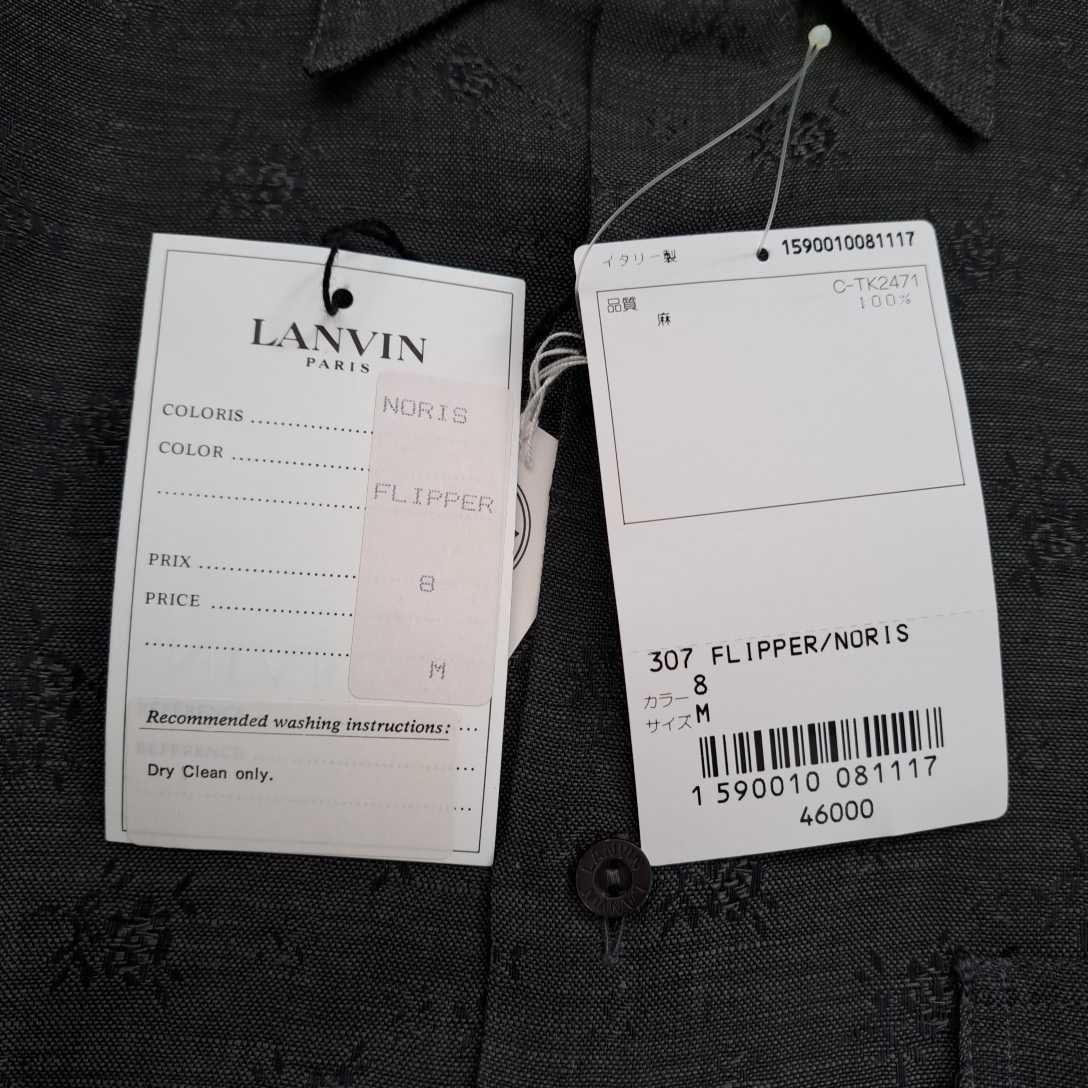 LANVIN
PARIS
COLORIS
NORIS
COLOR
FLIPPER
PRIX
8
PRICE
M
REFERENCE
Recommended washing instructions:
Dry Clean only.
イタリー製
1590010081117
C-TK2471
品質
麻
100%
307 FLIPPER/NORIS
カラー 8
サイズ M
1 590010 081117
46000
LANVIN